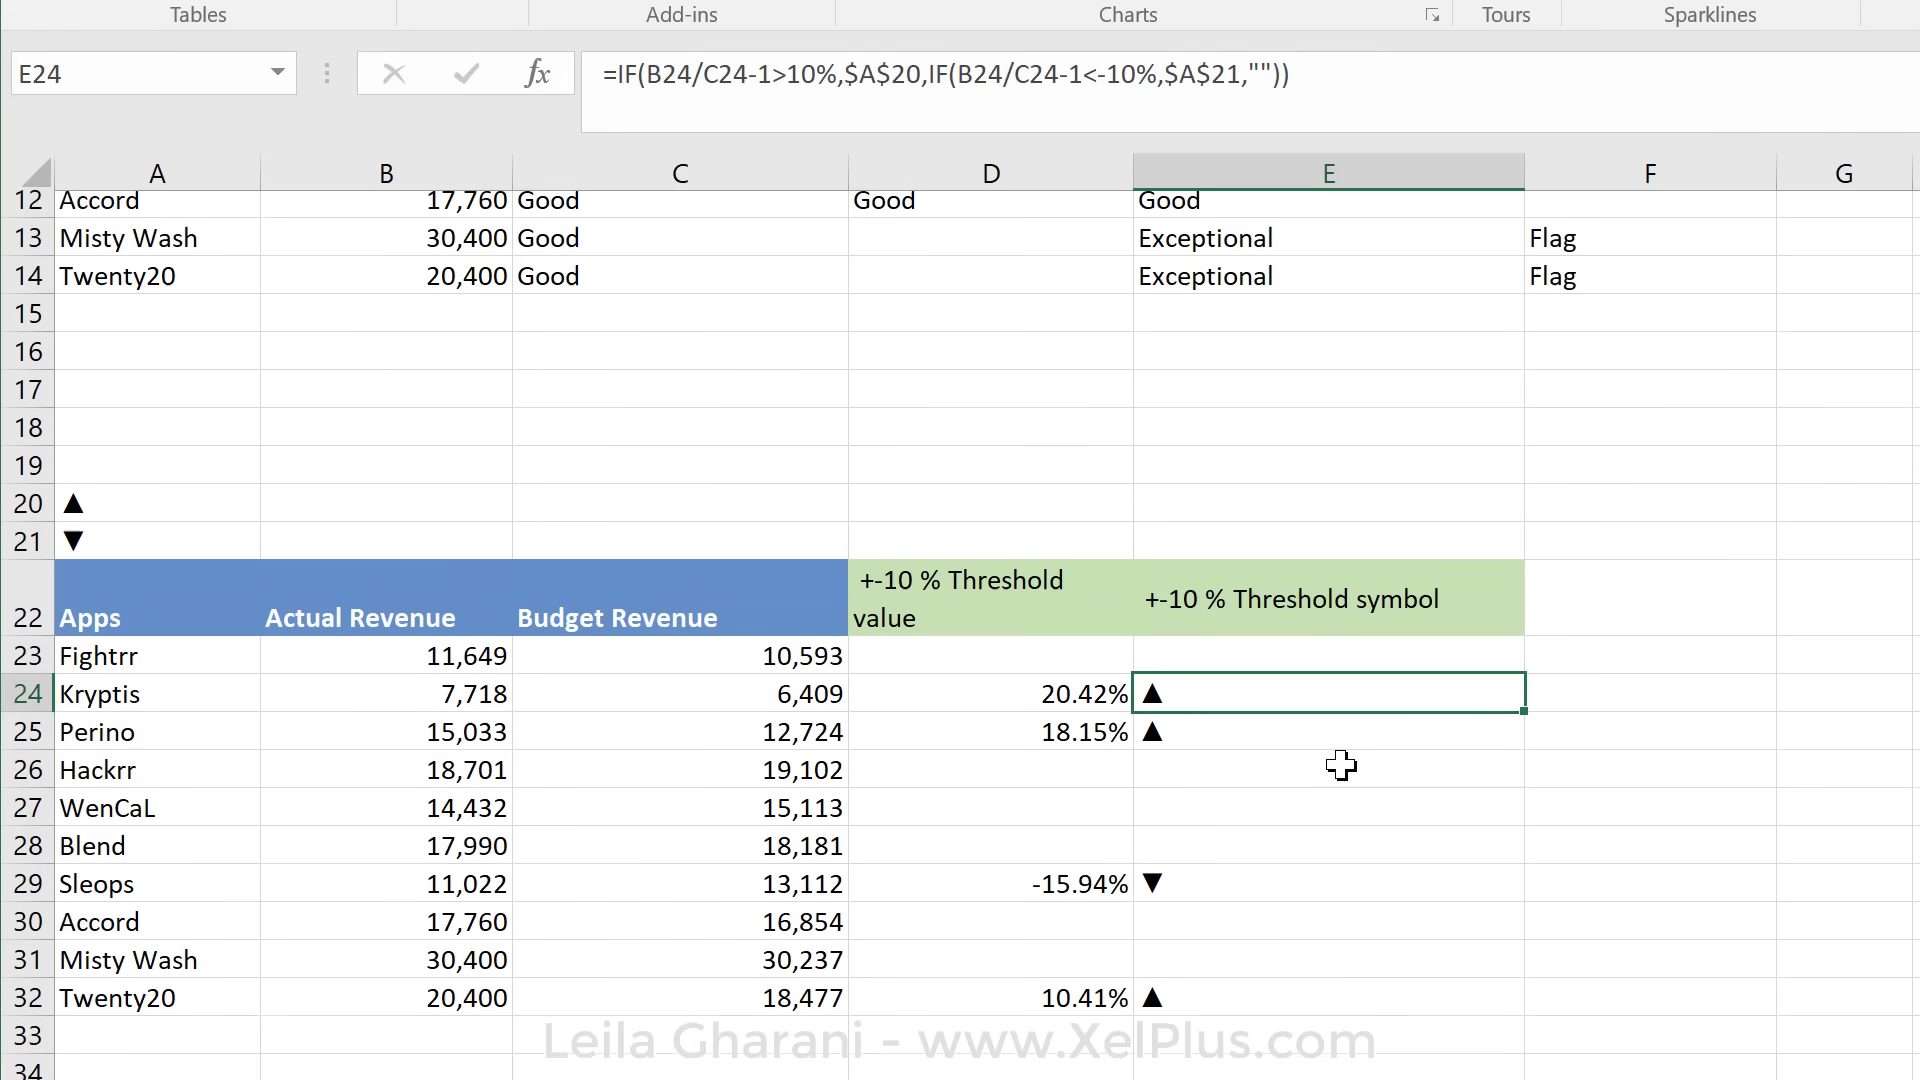 Tables Add-ins Charts Tours Sparklines
E24 fx =IF(B24/C24-1>10%,$A$20,IF(B24/C24-1<-10%,$A$21,""))
A B C D E F G
12 Accord 17,760 Good Good Good
13 Misty Wash 30,400 Good Exceptional Flag
14 Twenty20 20,400 Good Exceptional Flag
15
16
17
18
19
20 ▲
21 ▼
22 Apps Actual Revenue Budget Revenue +-10 % Threshold value +-10 % Threshold symbol
23 Fightrr 11,649 10,593
24 Kryptis 7,718 6,409 20.42% ▲
25 Perino 15,033 12,724 18.15% ▲
26 Hackrr 18,701 19,102
27 WenCaL 14,432 15,113
28 Blend 17,990 18,181
29 Sleops 11,022 13,112 -15.94% ▼
30 Accord 17,760 16,854
31 Misty Wash 30,400 30,237
32 Twenty20 20,400 18,477 10.41% ▲
33
Leila Gharani - www.XelPlus.com
34